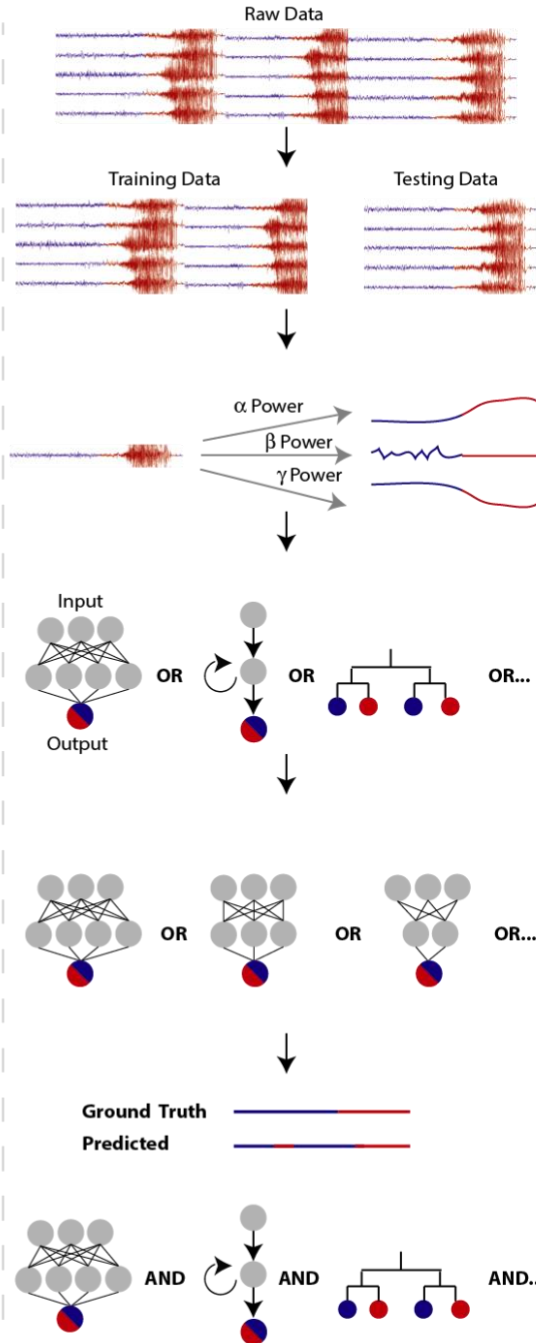 Raw Data
Training Data Testing Data
α Power
β Power
γ Power
Input
OR OR OR...
Output
OR OR OR...
Ground Truth
Predicted
AND AND AND..